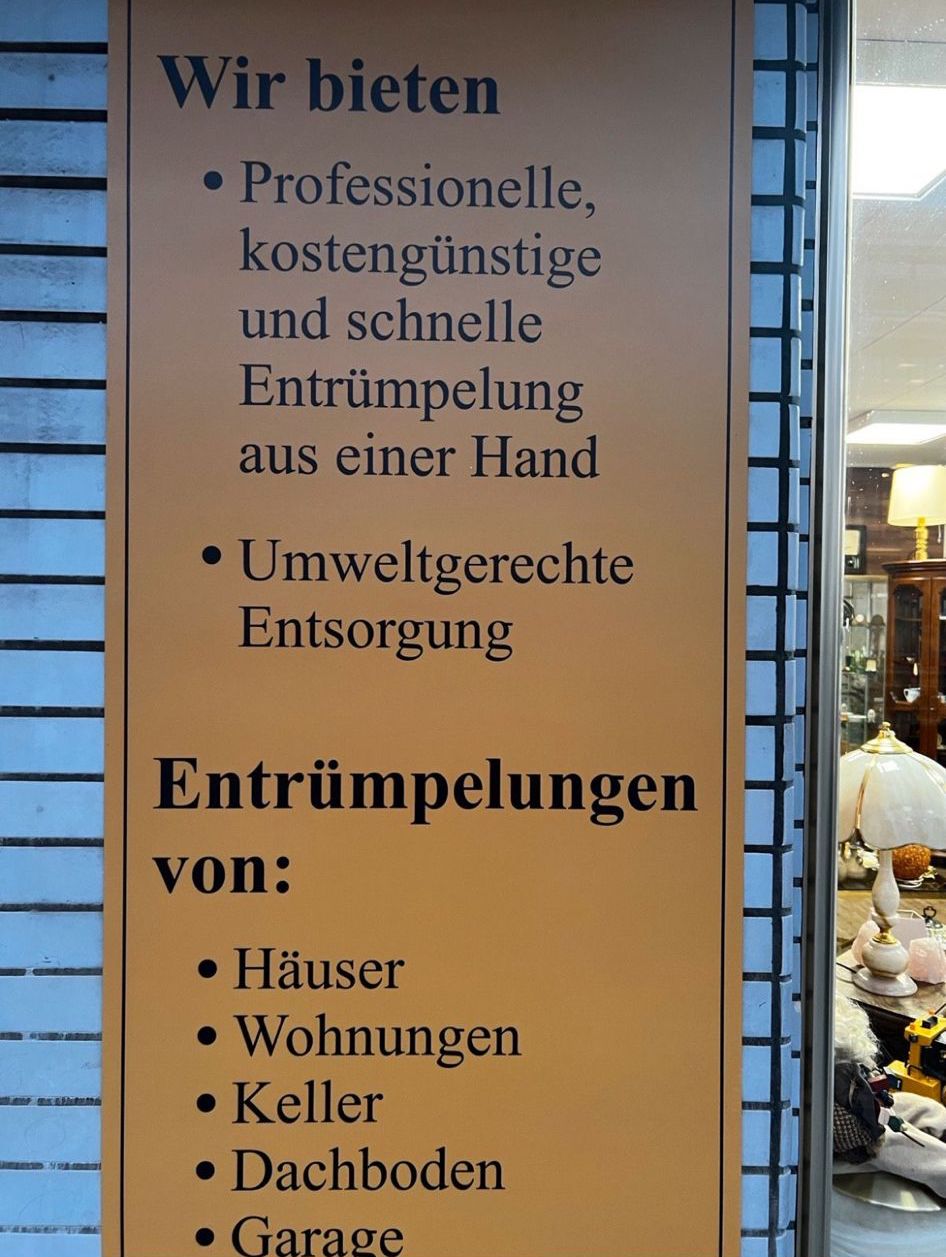 Wir bieten
• Professionelle,
kostengünstige
und schnelle
Entrümpelung
aus einer Hand
• Umweltgerechte
Entsorgung
Entrümpelungen
von:
• Häuser
• Wohnungen
• Keller
• Dachboden
• Garage